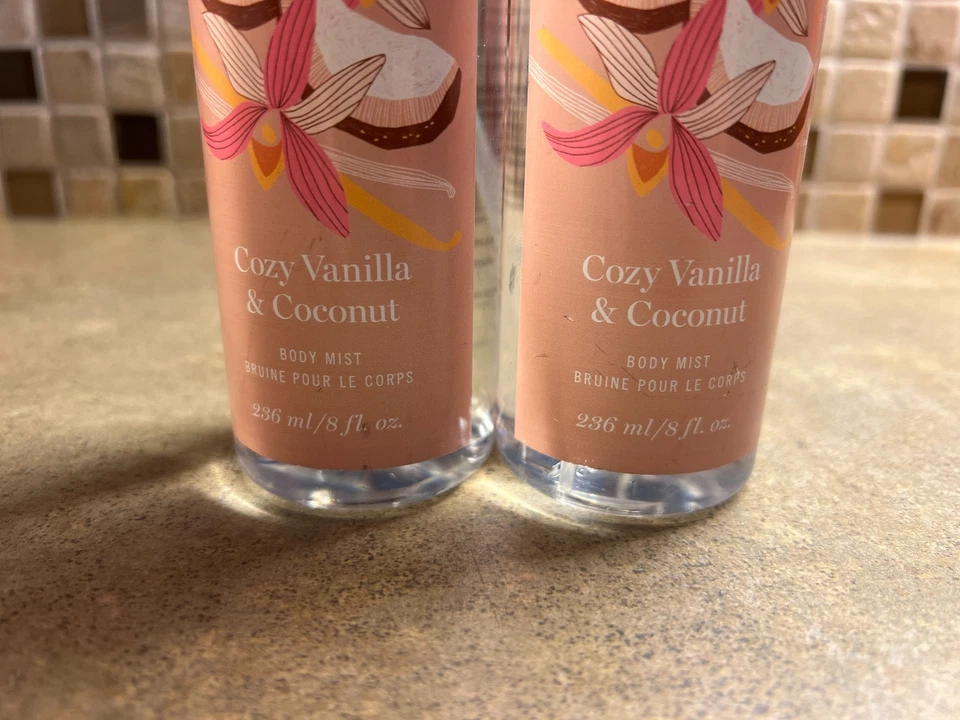 Cozy Vanilla
& Coconut
BODY MIST
BRUINE POUR LE CORPS
236 ml/8 fl. oz.
Cozy Vanilla
& Coconut
BODY MIST
BRUINE POUR LE CORPS
236 ml/8 fl. oz.